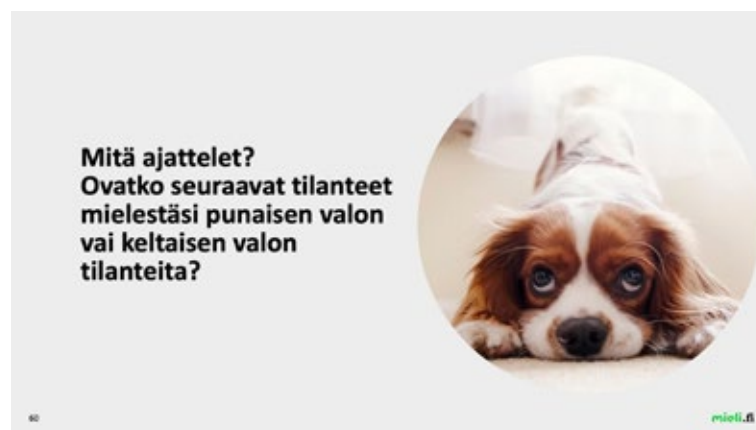 Mitä ajattelet?
Ovatko seuraavat tilanteet
mielestäsi punaisen valon
vai keltaisen valon
tilanteita?
60
mieli.fi